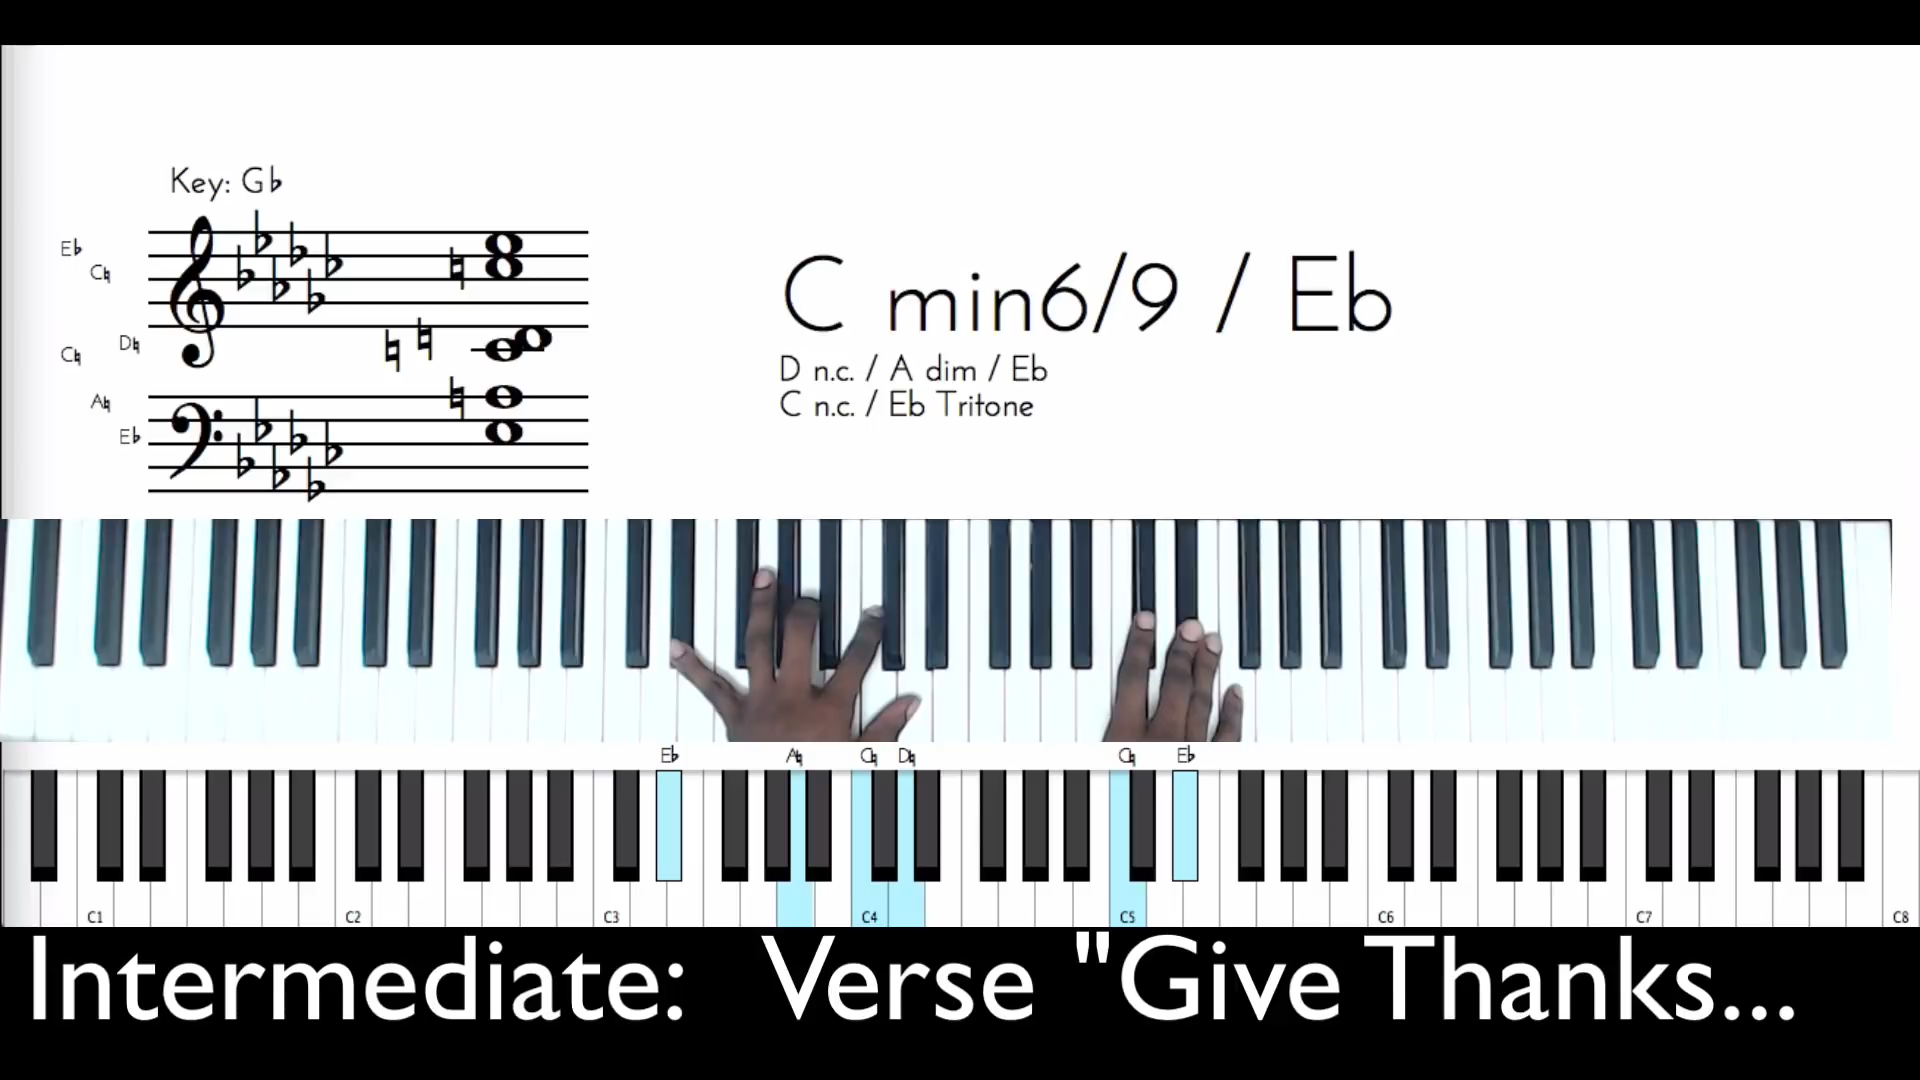 Key: G♭
E♭
C♮
D♮
C♮
A♮
E♭
C min6/9 / Eb
D n.c. / A dim / Eb
C n.c. / Eb Tritone
E♭ A♮ C♮ D♮ C♮ E♭
C1 C2 C3 C4 C5 C6 C7 C8
Intermediate: Verse "Give Thanks...